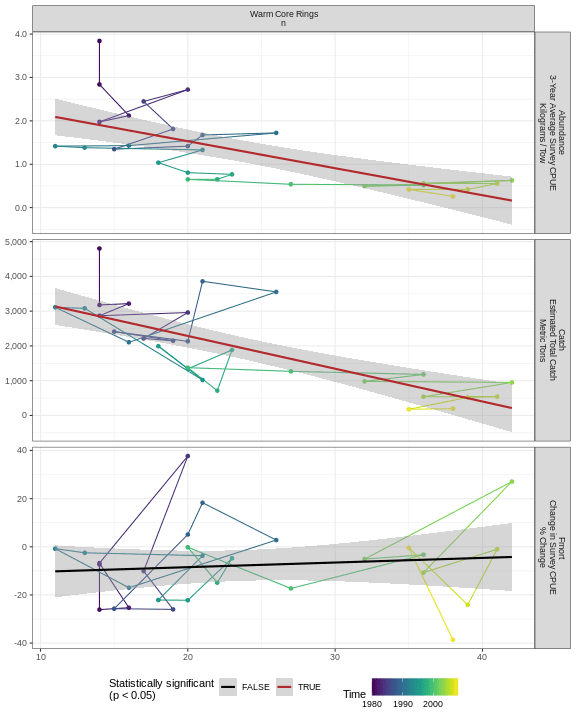 Warm Core Rings
n
4.0
3.0
2.0
1.0
0.0
Abundance
3-Year Average Survey CPUE
Kilograms / Tow
5,000
4,000
3,000
2,000
1,000
0
Catch
Estimated Total Catch
Metric Tons
40
20
0
-20
-40
Fmort
Change in Survey CPUE
% Change
10
20
30
40
Statistically significant
(p < 0.05)
FALSE
TRUE
Time
1980
1990
2000